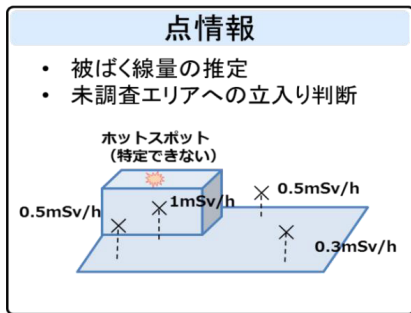 点情報
• 被ばく線量の推定
• 未調査エリアへの立入り判断
ホットスポット
（特定できない）
0.5mSv/h
1mSv/h
0.5mSv/h
0.3mSv/h